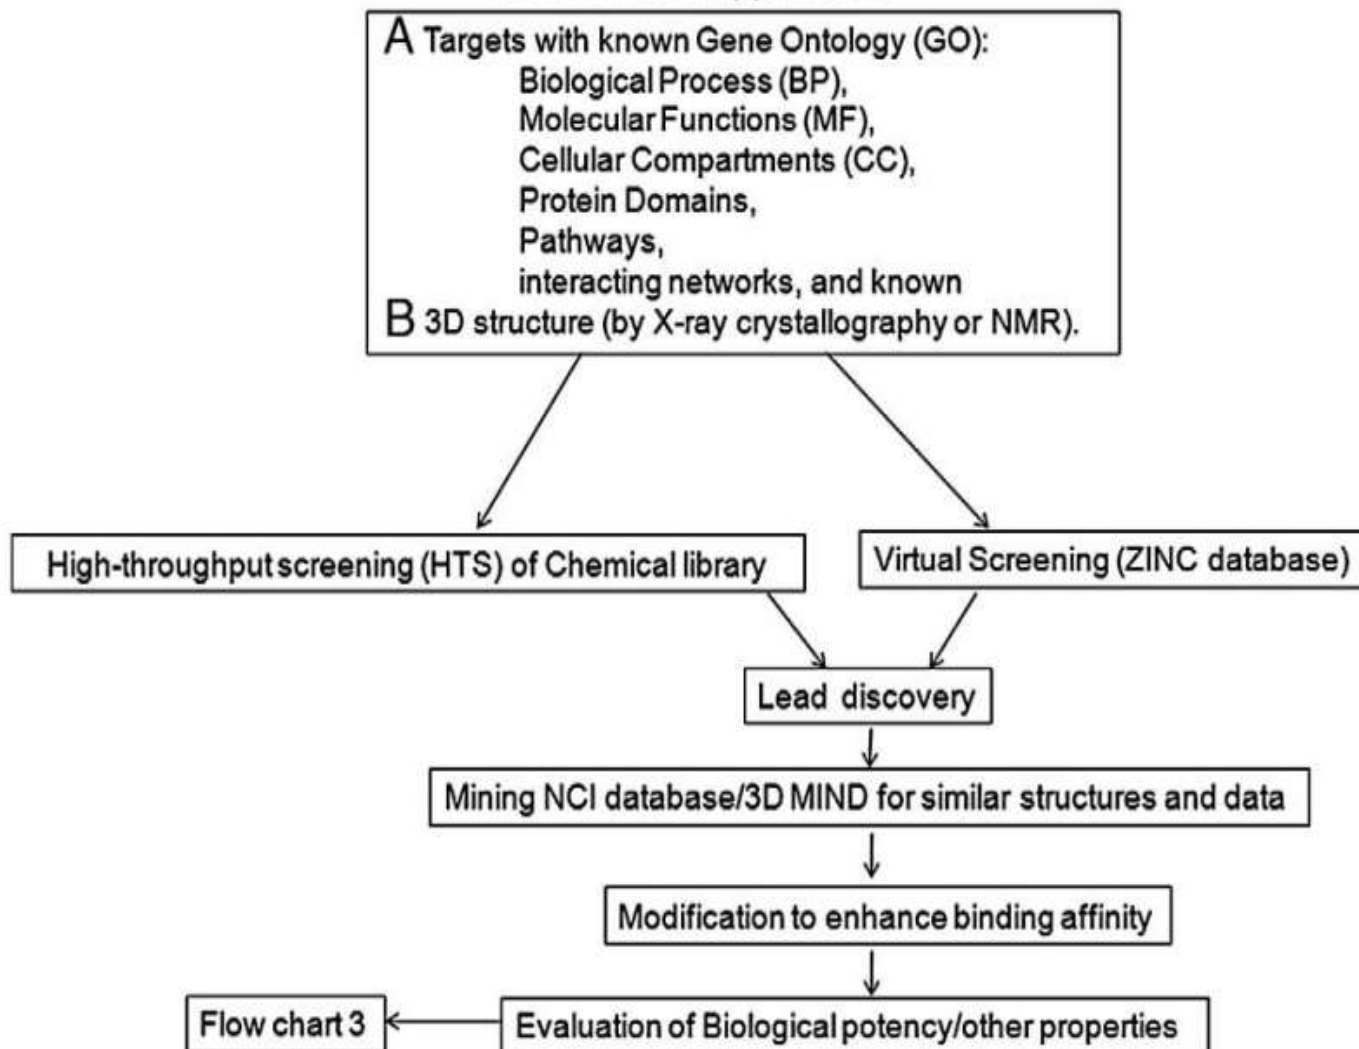 A Targets with known Gene Ontology (GO):
Biological Process (BP),
Molecular Functions (MF),
Cellular Compartments (CC),
Protein Domains,
Pathways,
interacting networks, and known
B 3D structure (by X-ray crystallography or NMR).
High-throughput screening (HTS) of Chemical library
Virtual Screening (ZINC database)
Lead discovery
Mining NCI database/3D MIND for similar structures and data
Modification to enhance binding affinity
Flow chart 3
Evaluation of Biological potency/other properties